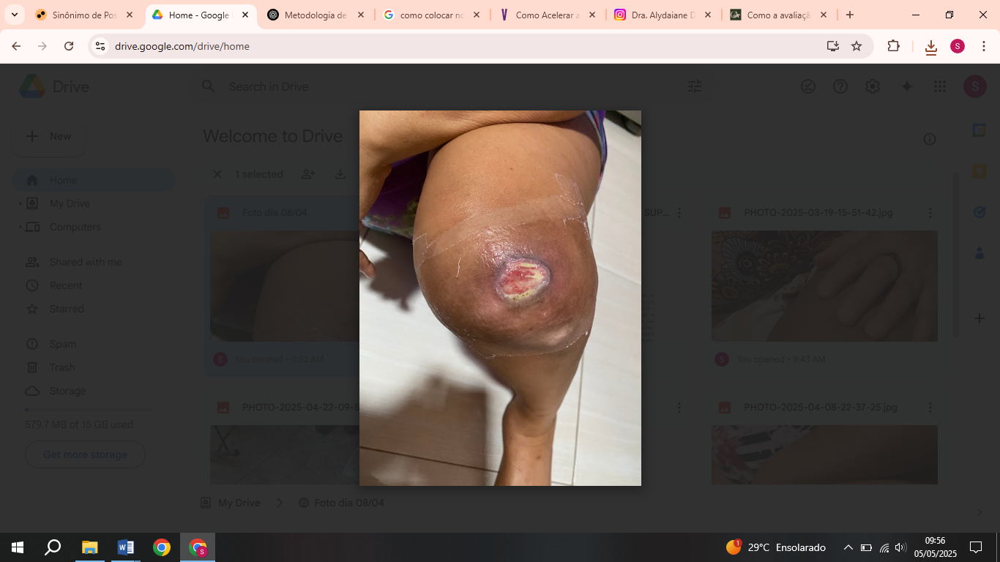 Sinônimo de Pos
Home - Google
Metodologia de
como colocar no
Como Acelerar a
Dra. Alydaiane D
Como a avaliaçã
drive.google.com/drive/home
S
Drive
Search in Drive
S
New
Welcome to Drive
1 selected
Home
My Drive
Computers
Shared with me
Recent
Starred
Spam
Trash
Storage
579.7 MB of 15 GB used
Get more storage
Foto dia 08/04
SUP...
PHOTO-2025-03-19-15-51-42.jpg
S
You created • 9:52 AM
S
You opened • 9:43 AM
PHOTO-2025-04-22-09-5
PHOTO-2025-04-08-22-37-25.jpg
My Drive
Foto dia 08/04
S
1
29°C Ensolarado
09:56
05/05/2025